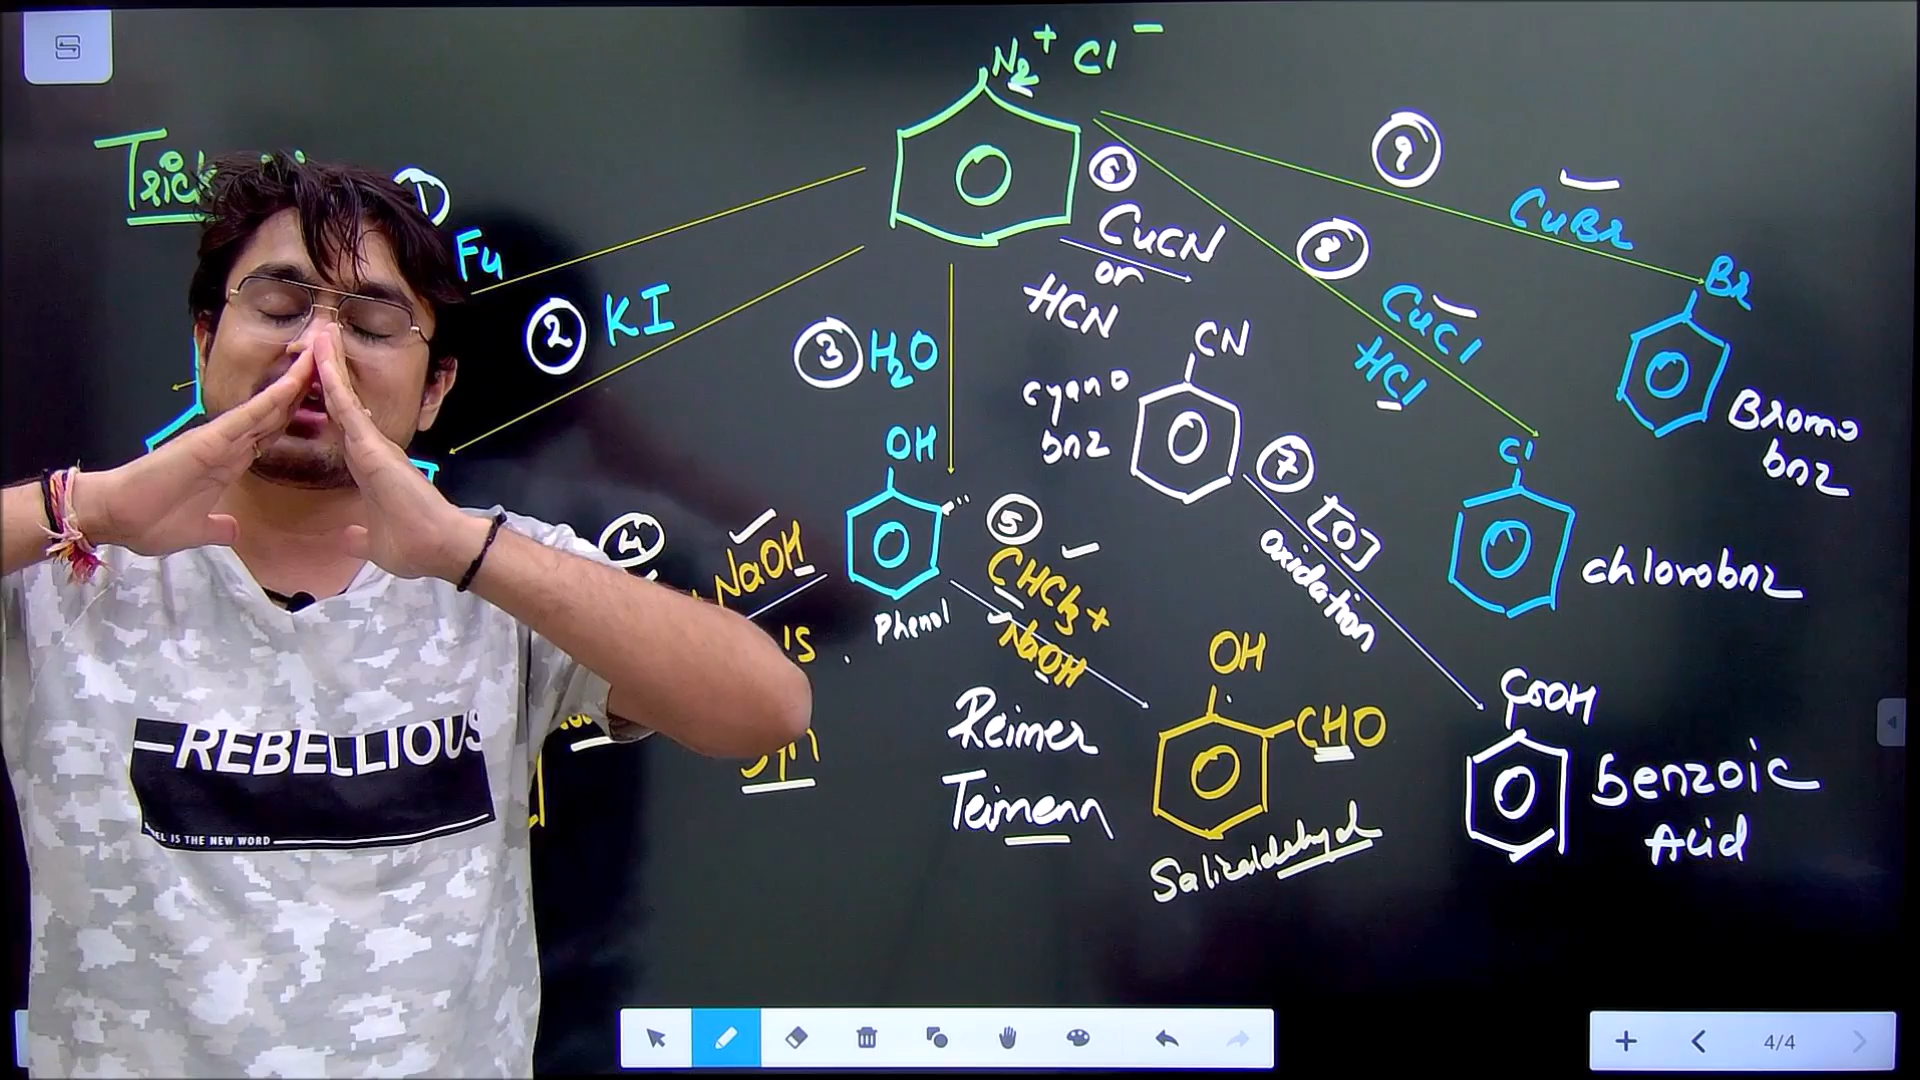 N2+ Cl-
Trick
1
2 KI
3 H2O
OH
Phenol
4
NaOH
5
CHCl3 +
NaOH
Reimer
Teimenn
OH
CHO
Salicaldehyd
6
CuCN
or
HCN
CN
cyano
bnz
7
[O]
oxidation
COOH
benzoic
Acid
8
CuCl
HCl
Cl
chlorobnz
9
CuBr
Br
Bromo
bnz
—REBELLIOUS
EL IS THE NEW WORD
4/4